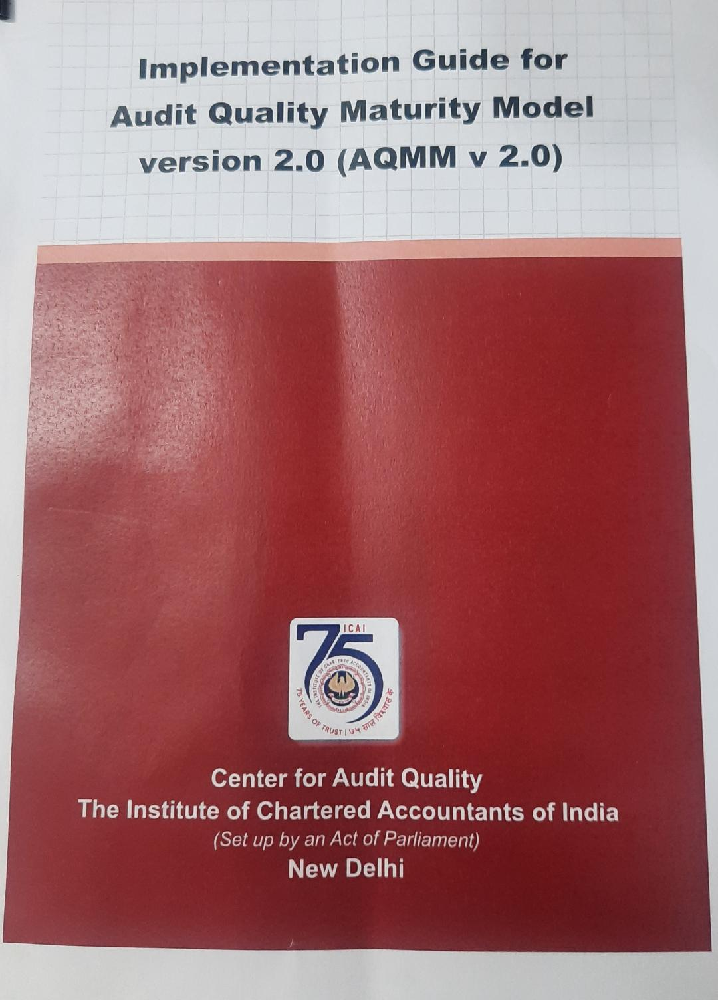 Implementation Guide for
Audit Quality Maturity Model
version 2.0 (AQMM v 2.0)
ICAI
75
THE INSTITUTE OF CHARTERED ACCOUNTANTS OF INDIA
75 YEARS OF TRUST | ७५ साल विश्वास के
Center for Audit Quality
The Institute of Chartered Accountants of India
(Set up by an Act of Parliament)
New Delhi